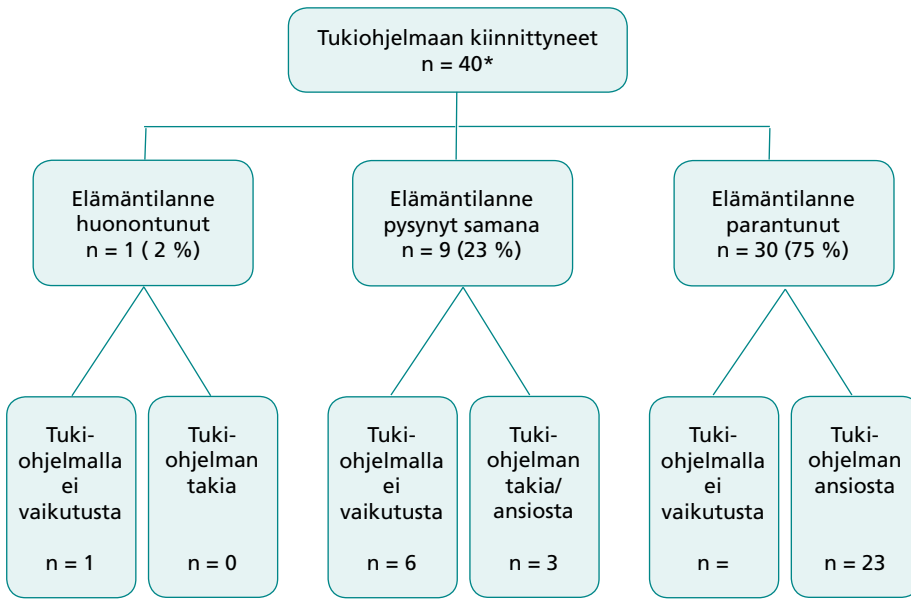 Tukiohjelmaan kiinnittyneet
n = 40*
Elämäntilanne
huonontunut
n = 1 ( 2 %)
Elämäntilanne
pysynyt samana
n = 9 (23 %)
Elämäntilanne
parantunut
n = 30 (75 %)
Tuki-
ohjelmalla
ei
vaikutusta
n = 1
Tuki-
ohjelman
takia
n = 0
Tuki-
ohjelmalla
ei
vaikutusta
n = 6
Tuki-
ohjelman
takia/
ansiosta
n = 3
Tuki-
ohjelmalla
ei
vaikutusta
n =
Tuki-
ohjelman
ansiosta
n = 23